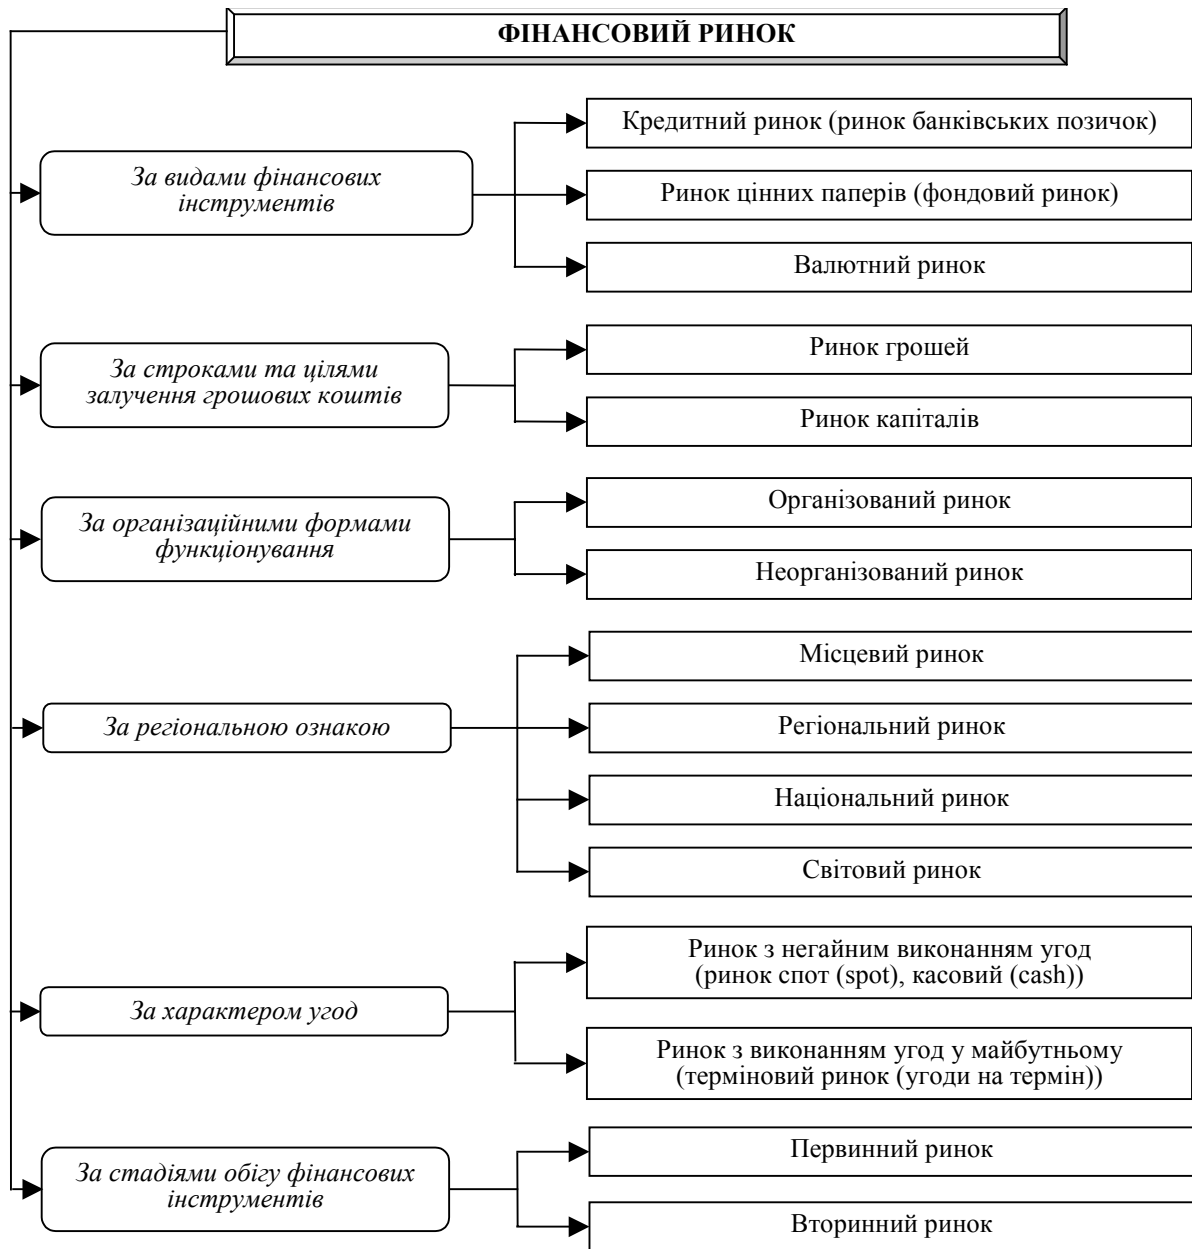 ФІНАНСОВИЙ РИНОК
За видами фінансових
інструментів
Кредитний ринок (ринок банківських позичок)
Ринок цінних паперів (фондовий ринок)
Валютний ринок
За строками та цілями
залучення грошових коштів
Ринок грошей
Ринок капіталів
За організаційними формами
функціонування
Організований ринок
Неорганізований ринок
За регіональною ознакою
Місцевий ринок
Регіональний ринок
Національний ринок
Світовий ринок
За характером угод
Ринок з негайним виконанням угод
(ринок спот (spot), касовий (cash))
Ринок з виконанням угод у майбутньому
(терміновий ринок (угоди на термін))
За стадіями обігу фінансових
інструментів
Первинний ринок
Вторинний ринок